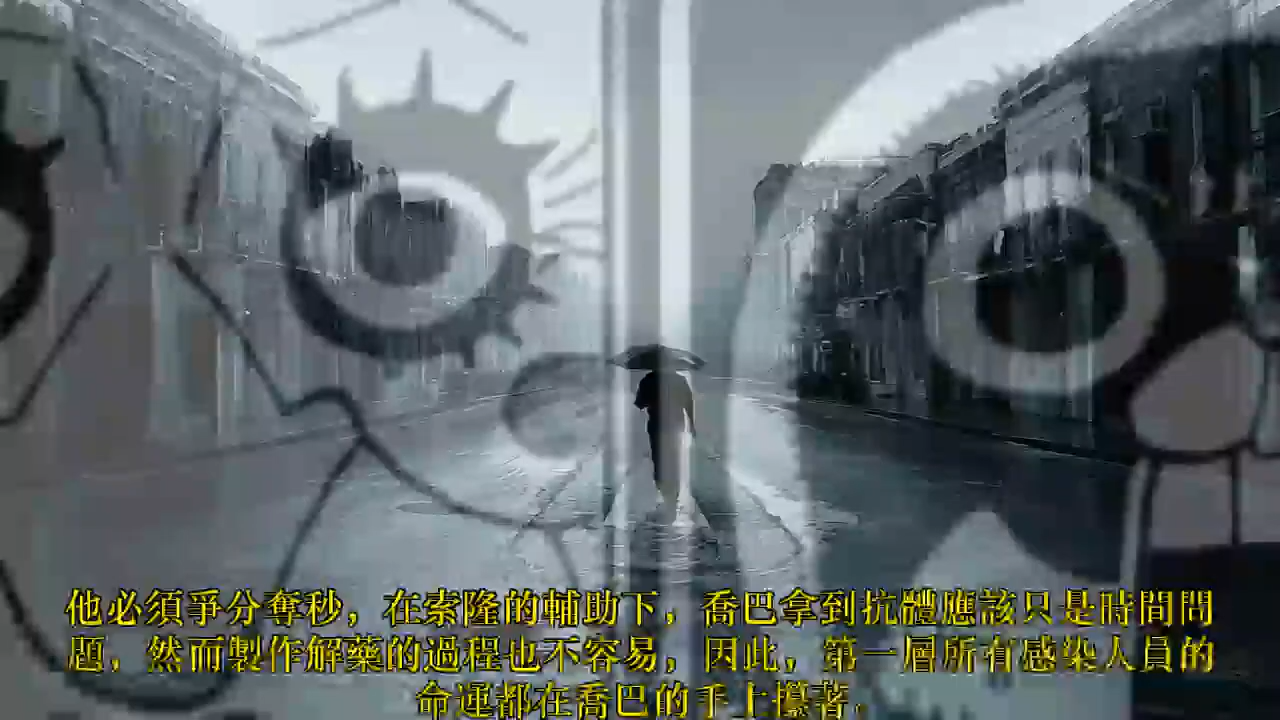 他必須爭分奪秒，在索隆的輔助下，喬巴拿到抗體應該只是時間問
題，然而製作解藥的過程也不容易，因此，第一層所有感染人員的
命運都在喬巴的手上攥著。